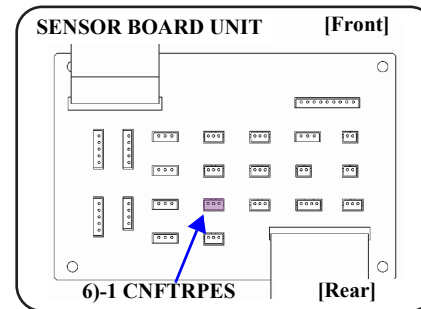 SENSOR BOARD UNIT [Front]
6)-1 CNFTRPES [Rear]